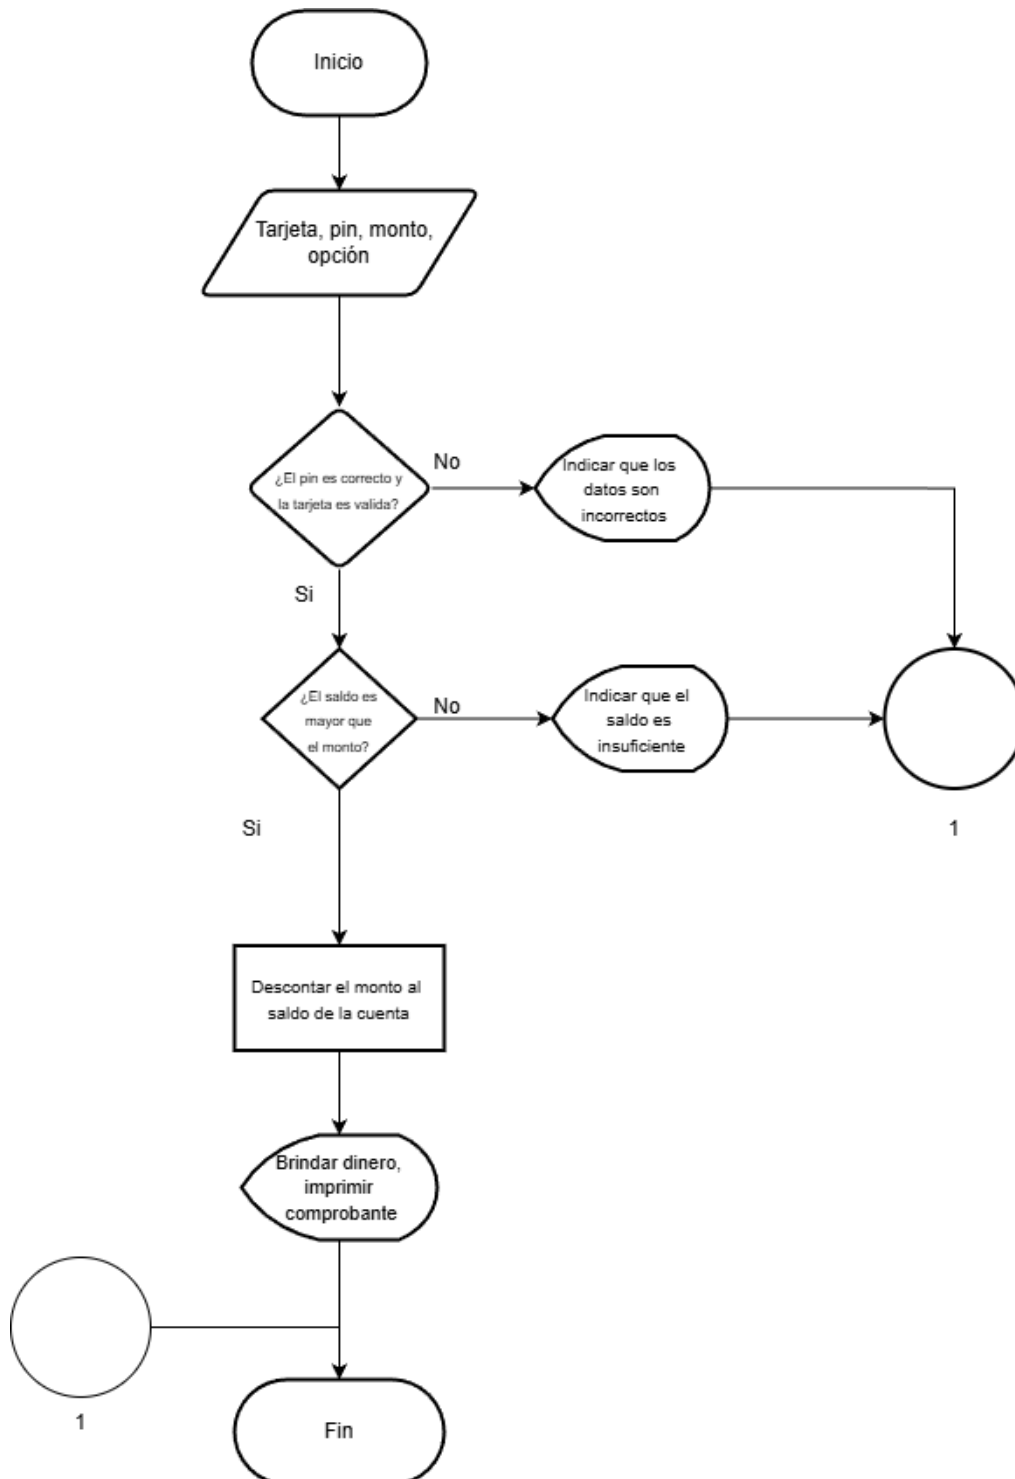 Inicio
Tarjeta, pin, monto,
opción
¿El pin es correcto y
la tarjeta es valida?
No
Indicar que los
datos son
incorrectos
Si
¿El saldo es
mayor que
el monto?
No
Indicar que el
saldo es
insuficiente
1
Si
Descontar el monto al
saldo de la cuenta
Brindar dinero,
imprimir
comprobante
1
Fin